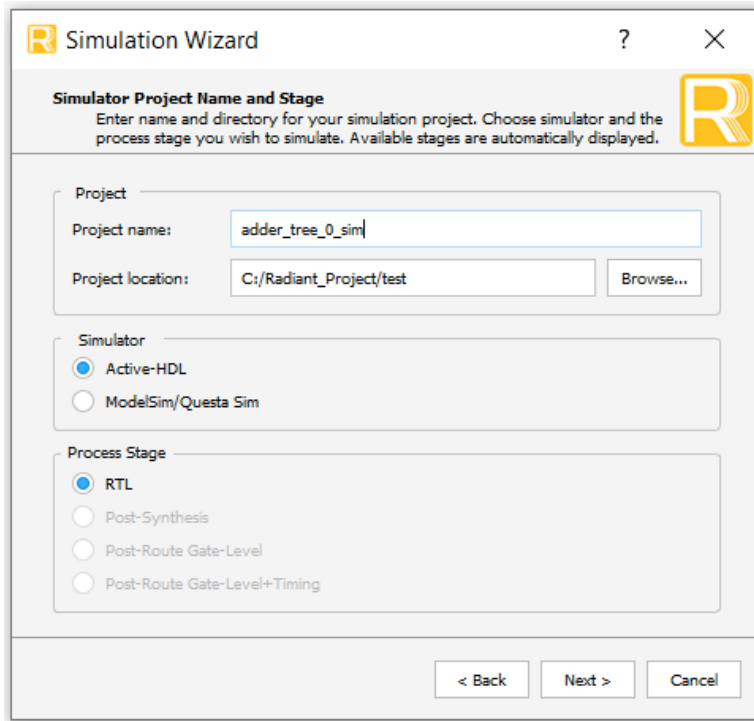 Simulation Wizard ?
Simulator Project Name and Stage
Enter name and directory for your simulation project. Choose simulator and the
process stage you wish to simulate. Available stages are automatically displayed.
Project
Project name: adder_tree_0_sim
Project location: C:/Radiant_Project/test Browse...
Simulator
Active-HDL
ModelSim/Questa Sim
Process Stage
RTL
Post-Synthesis
Post-Route Gate-Level
Post-Route Gate-Level+Timing
< Back Next > Cancel